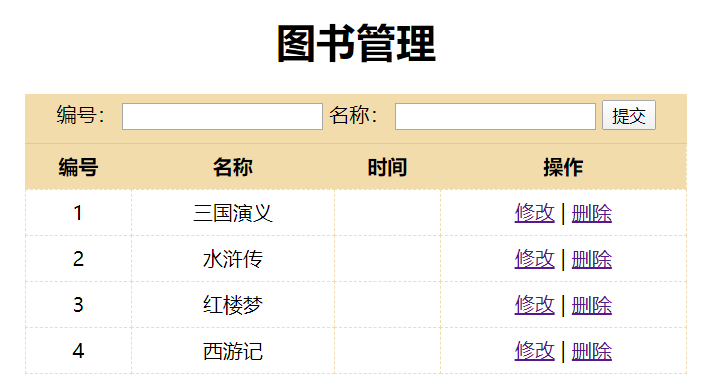 图书管理
编号： 名称： 提交
编号 名称 时间 操作
1 三国演义 修改 | 删除
2 水浒传 修改 | 删除
3 红楼梦 修改 | 删除
4 西游记 修改 | 删除